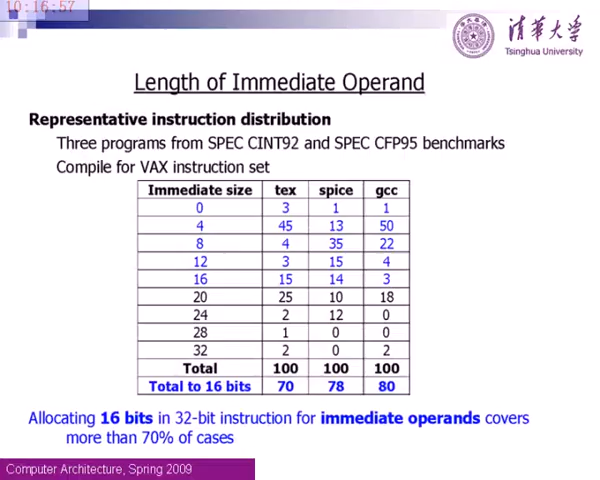 10:16:57
清华大学
Tsinghua University
Length of Immediate Operand
Representative instruction distribution
Three programs from SPEC CINT92 and SPEC CFP95 benchmarks
Compile for VAX instruction set
Immediate size tex spice gcc
0 3 1 1
4 45 13 50
8 4 35 22
12 3 15 4
16 15 14 3
20 25 10 18
24 2 12 0
28 1 0 0
32 2 0 2
Total 100 100 100
Total to 16 bits 70 78 80
Allocating 16 bits in 32-bit instruction for immediate operands covers
more than 70% of cases
Computer Architecture, Spring 2009